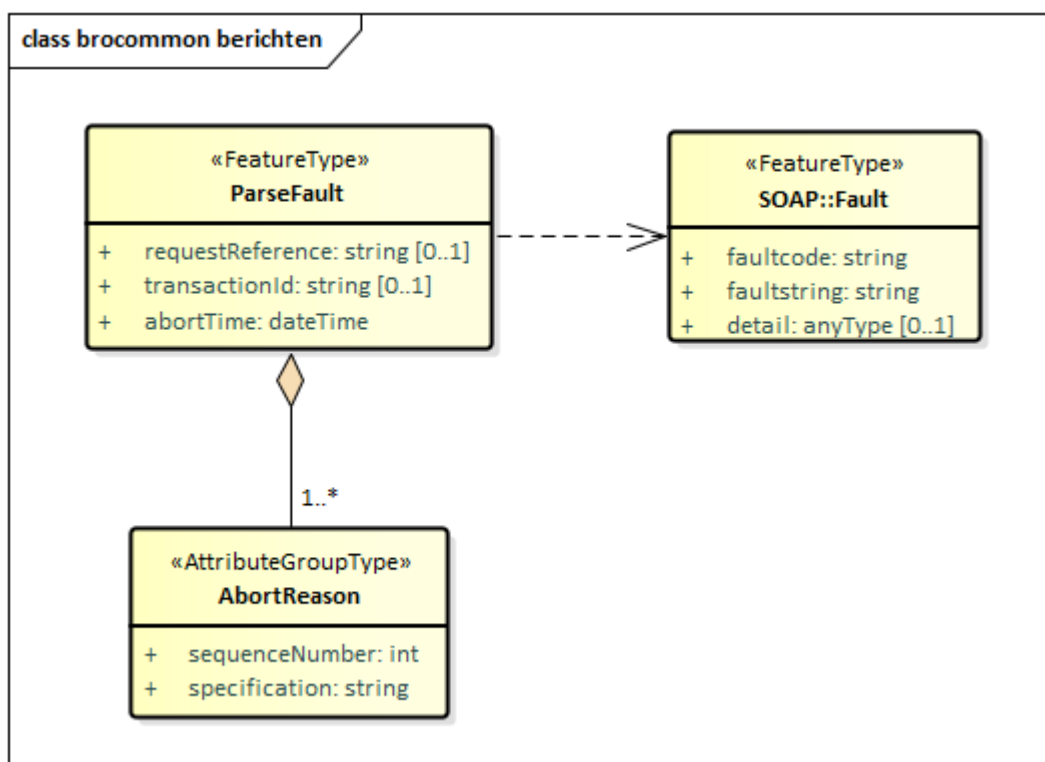 class brocommon berichten
«FeatureType»
ParseFault
+ requestReference: string [0..1]
+ transactionId: string [0..1]
+ abortTime: dateTime
«FeatureType»
SOAP::Fault
+ faultcode: string
+ faultstring: string
+ detail: anyType [0..1]
1..*
«AttributeGroupType»
AbortReason
+ sequenceNumber: int
+ specification: string